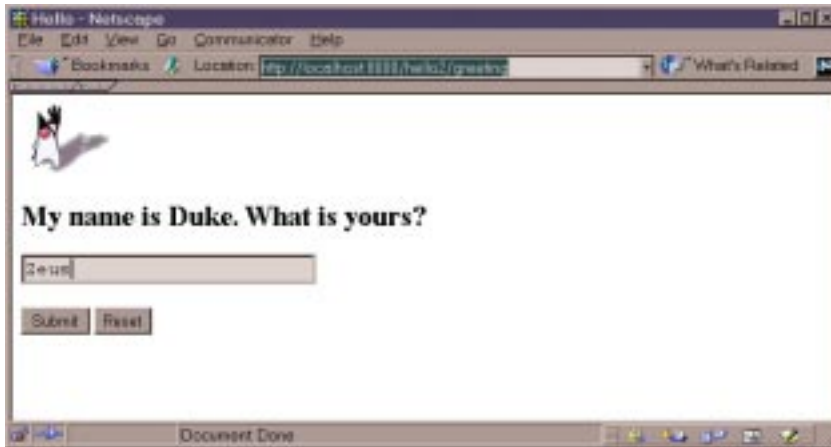 Hello - Netscape
File Edit View Go Communicator Help
Bookmarks Location: http://localhost:8080/hello2/greeting What's Related
My name is Duke. What is yours?
Zeus
Submit Reset
Document Done